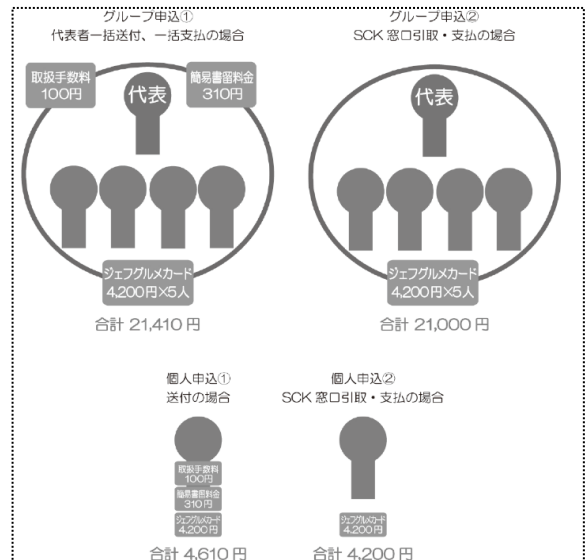 グループ申込①
代表者一括送付、一括支払の場合
取扱手数料
100円
簡易書留料金
310円
代表
ジェフグルメカード
4,200円×5人
合計 21,410 円
グループ申込②
SCK 窓口引取・支払の場合
代表
ジェフグルメカード
4,200円×5人
合計 21,000 円
個人申込①
送付の場合
取扱手数料
100円
簡易書留料金
310円
ジェフグルメカード
4,200円
合計 4,610 円
個人申込②
SCK 窓口引取・支払の場合
ジェフグルメカード
4,200円
合計 4,200 円